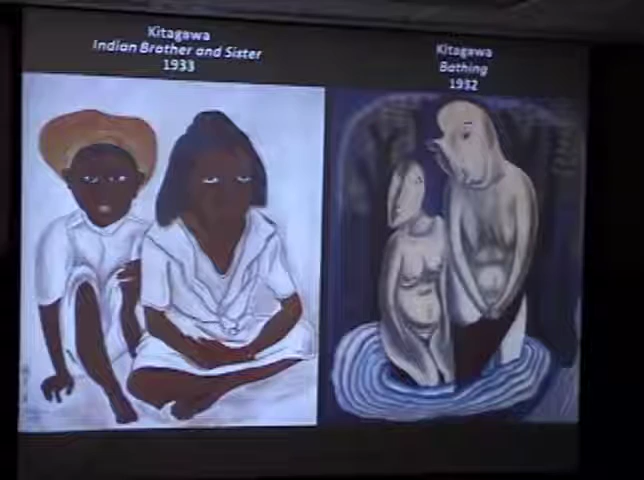 Kitagawa
Indian Brother and Sister
1933
Kitagawa
Bathing
1932